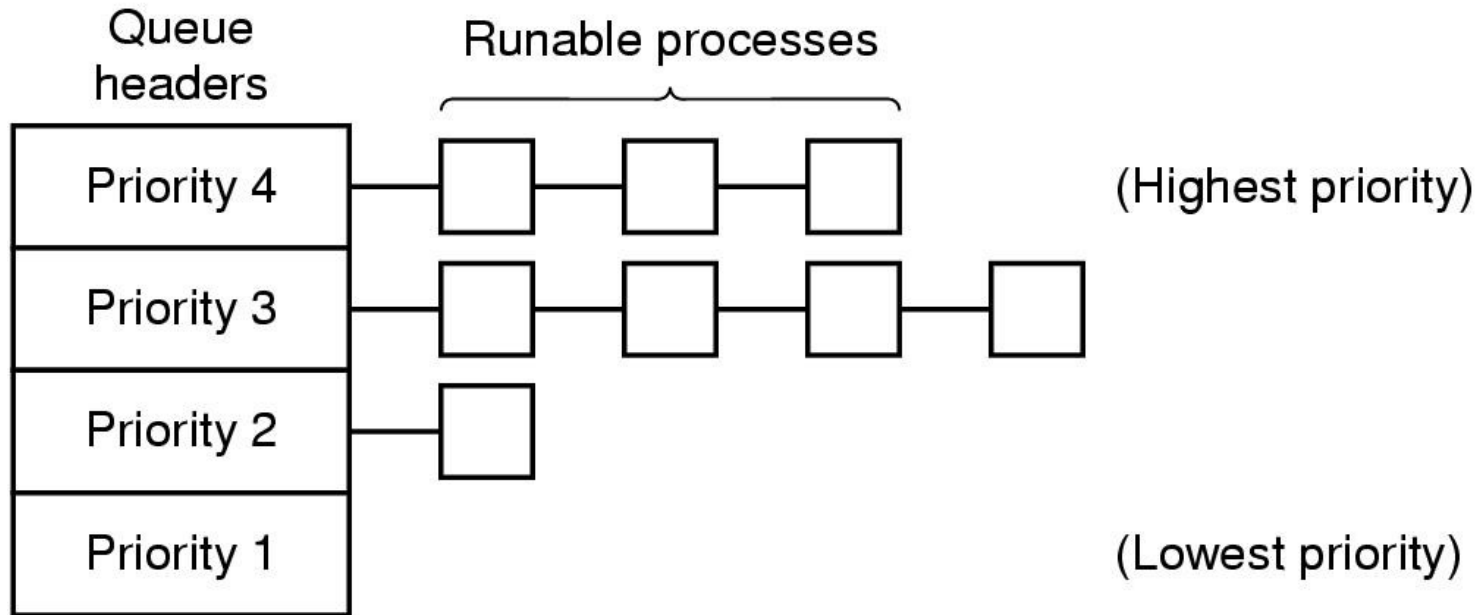 Queue
headers
Runable processes
Priority 4
(Highest priority)
Priority 3
Priority 2
Priority 1
(Lowest priority)